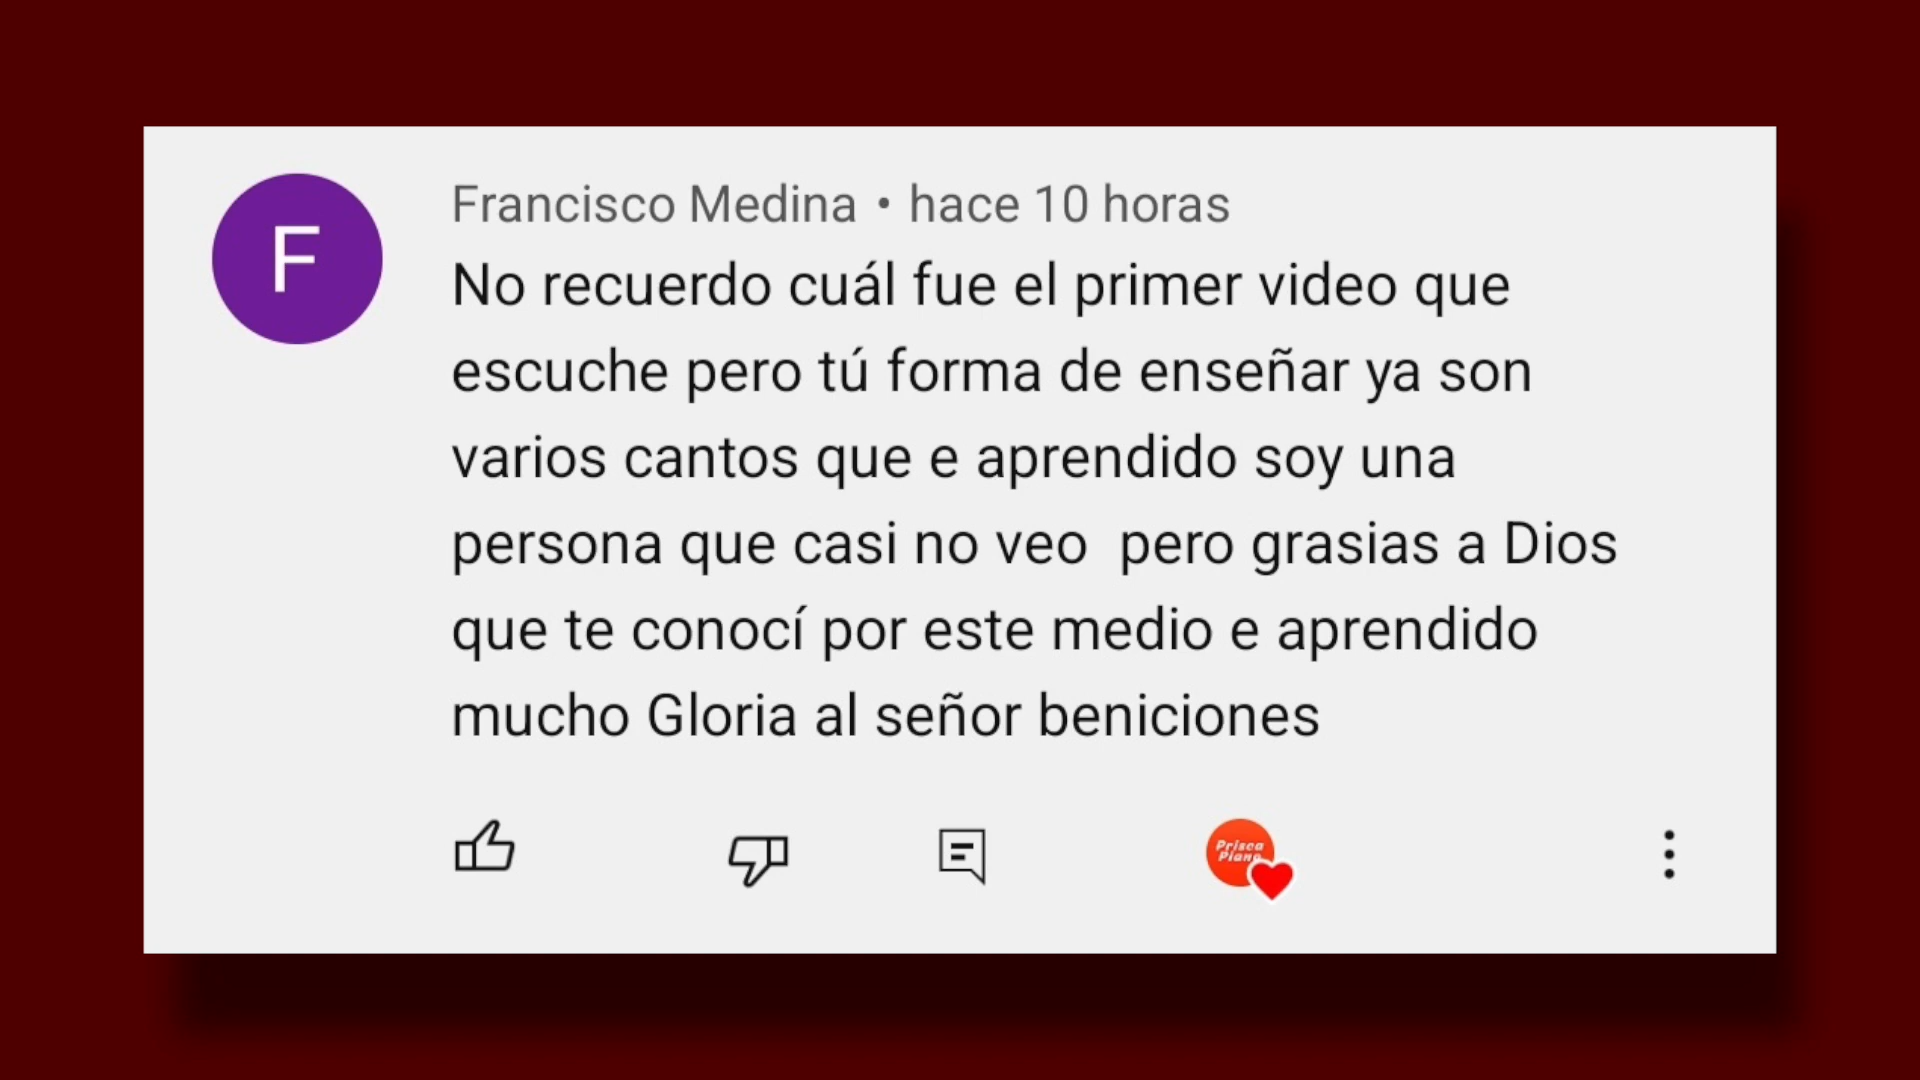 F
Francisco Medina • hace 10 horas
No recuerdo cuál fue el primer video que
escuche pero tú forma de enseñar ya son
varios cantos que e aprendido soy una
persona que casi no veo  pero grasias a Dios
que te conocí por este medio e aprendido
mucho Gloria al señor beniciones
Prisca
Piano